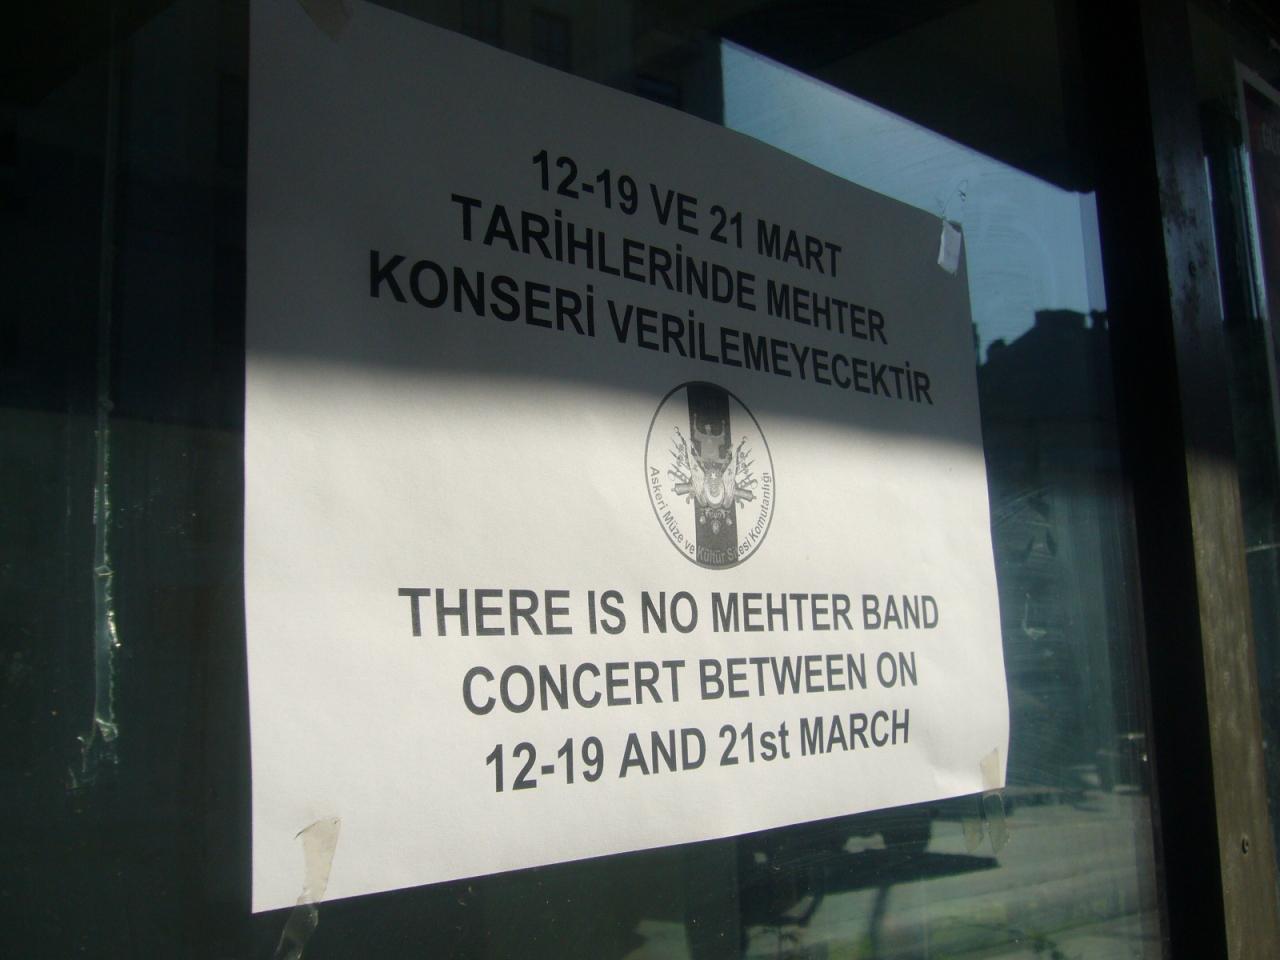 12-19 VE 21 MART
TARİHLERİNDE MEHTER
KONSERİ VERİLEMEYECEKTİR
Askeri Müze ve Kültür Sitesi Komutanlığı
THERE IS NO MEHTER BAND
CONCERT BETWEEN ON
12-19 AND 21st MARCH